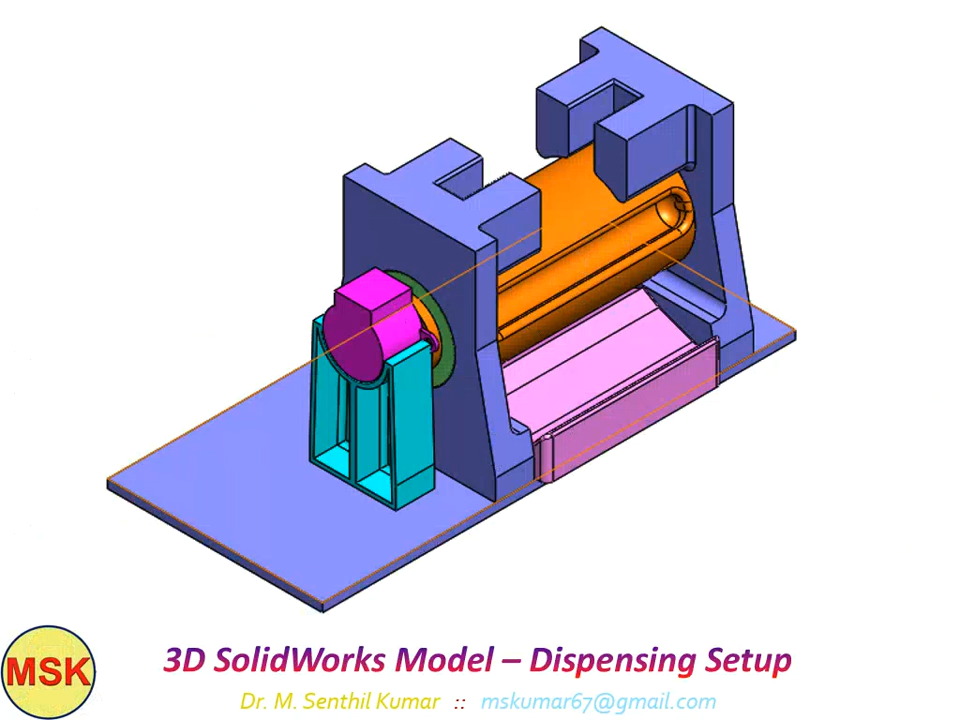 MSK
3D SolidWorks Model – Dispensing Setup
Dr. M. Senthil Kumar :: mskumar67@gmail.com